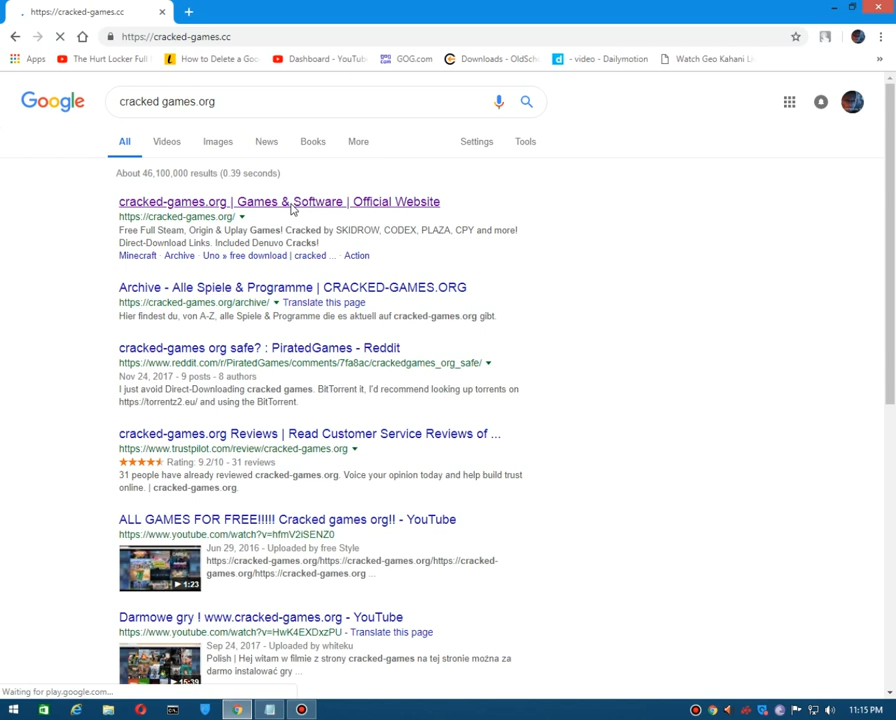 https://cracked-games.cc
https://cracked-games.cc
Apps
The Hurt Locker Full
How to Delete a Goo
Dashboard - YouTub
GOG.com
Downloads - OldSch
- video - Dailymotion
Watch Geo Kahani Li
Google
cracked games.org
All
Videos
Images
News
Books
More
Settings
Tools
About 46,100,000 results (0.39 seconds)
cracked-games.org | Games & Software | Official Website
https://cracked-games.org/
Free Full Steam, Origin & Uplay Games! Cracked by SKIDROW, CODEX, PLAZA, CPY and more!
Direct-Download Links. Included Denuvo Cracks!
Minecraft · Archive · Uno » free download | cracked ... · Action
Archive - Alle Spiele & Programme | CRACKED-GAMES.ORG
https://cracked-games.org/archive/ Translate this page
Hier findest du, von A-Z, alle Spiele & Programme die es aktuell auf cracked-games.org gibt.
cracked-games org safe? : PiratedGames - Reddit
https://www.reddit.com/r/PiratedGames/comments/7fa8ac/crackedgames_org_safe/
Nov 24, 2017 - 9 posts - 8 authors
I just avoid Direct-Downloading cracked games. BitTorrent it, I'd recommend looking up torrents on
https://torrentz2.eu/ and using the BitTorrent.
cracked-games.org Reviews | Read Customer Service Reviews of ...
https://www.trustpilot.com/review/cracked-games.org
Rating: 9.2/10 - 31 reviews
31 people have already reviewed cracked-games.org. Voice your opinion today and help build trust
online. | cracked-games.org.
ALL GAMES FOR FREE!!!!! Cracked games org!! - YouTube
https://www.youtube.com/watch?v=hfmV2iSENZ0
Jun 29, 2016 - Uploaded by free Style
https://cracked-games.org/https://cracked-games.org/https://cracked-
games.org/https://cracked-games.org ...
1:23
Darmowe gry ! www.cracked-games.org - YouTube
https://www.youtube.com/watch?v=HwK4EXDxzPU - Translate this page
Sep 24, 2017 - Uploaded by whiteku
Polish | Hej witam w filmie z strony cracked-games na tej stronie można za
darmo instalować gry ...
15:39
Waiting for play.google.com...
11:15 PM